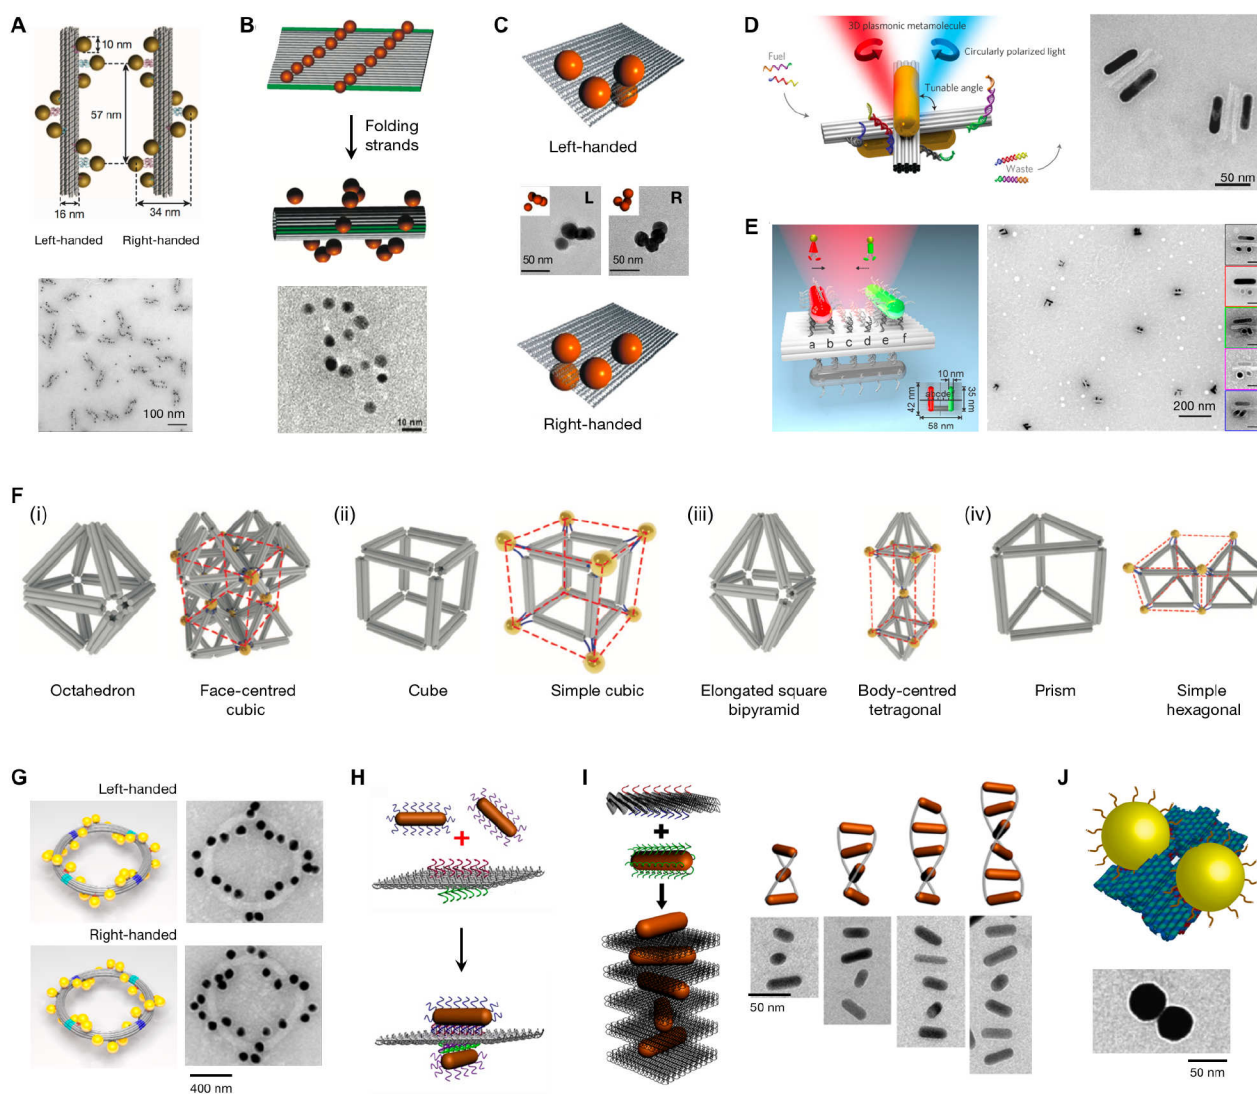 A
10 nm
57 nm
16 nm
34 nm
Left-handed
Right-handed
100 nm
B
Folding
strands
10 nm
C
Left-handed
L
R
50 nm
50 nm
Right-handed
D
3D plasmonic metamolecule
Fuel
Circularly polarized light
Tunable angle
Waste
50 nm
E
a b c d e f
10 nm
abcdef
42 nm
35 nm
58 nm
200 nm
F
(i)
(ii)
(iii)
(iv)
Octahedron
Face-centred
cubic
Cube
Simple cubic
Elongated square
bipyramid
Body-centred
tetragonal
Prism
Simple
hexagonal
G
Left-handed
Right-handed
400 nm
H
+
I
+
50 nm
J
50 nm